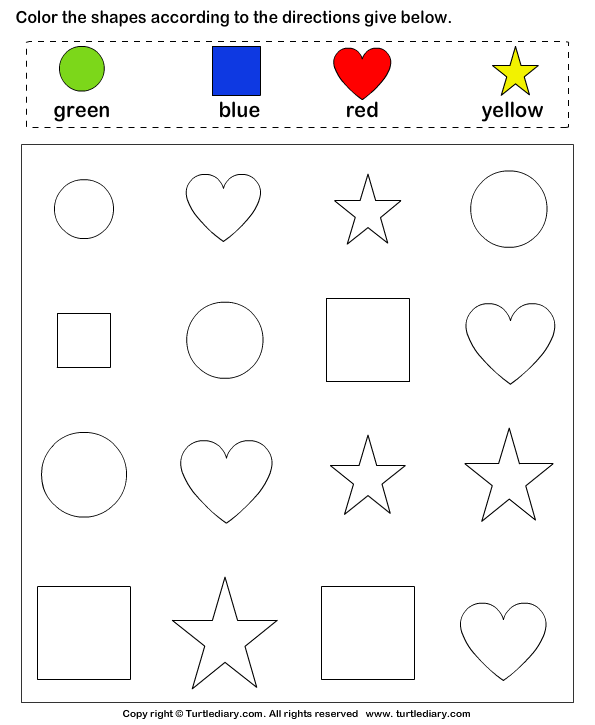 Color the shapes according to the directions give below.
green blue red yellow
Copy right © Turtlediary.com. All rights reserved www.turtlediary.com